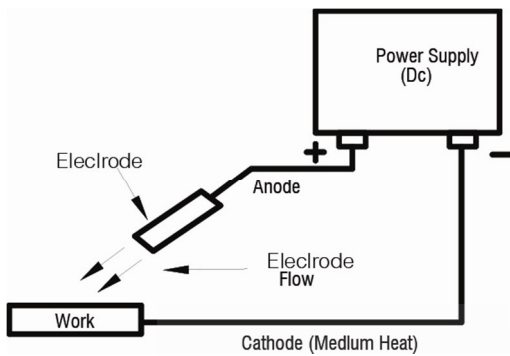 Power Supply
(Dc)
+
−
Eleclrode
Anode
Eleclrode
Flow
Work
Cathode (Medlum Heat)